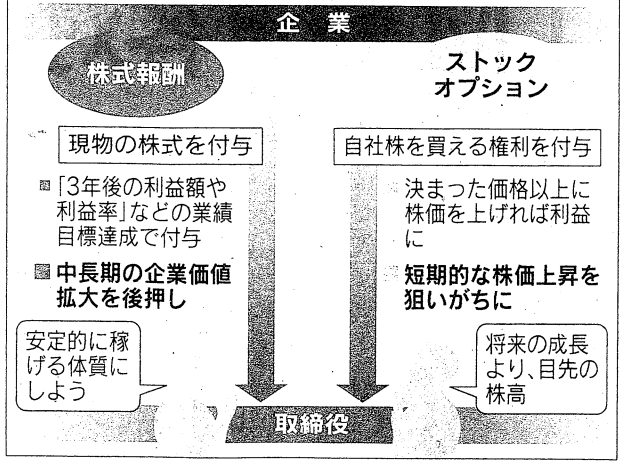 企業
株式報酬
現物の株式を付与
「3年後の利益額や
利益率」などの業績
目標達成で付与
中長期の企業価値
拡大を後押し
安定的に稼
げる体質に
しよう
ストック
オプション
自社株を買える権利を付与
決まった価格以上に
株価を上げれば利益
に
短期的な株価上昇を
狙いがちに
将来の成長
より、目先の
株高
取締役